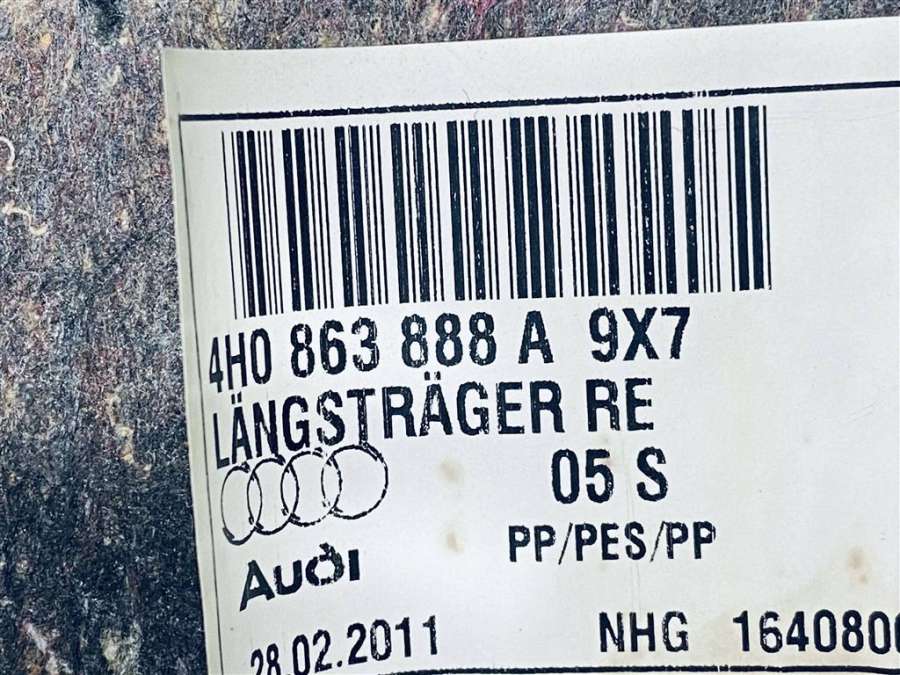 4H0 863 888 A 9X7
LÄNGSTRÄGER RE
05 S
PP/PES/PP
AUDI
28.02.2011 NHG